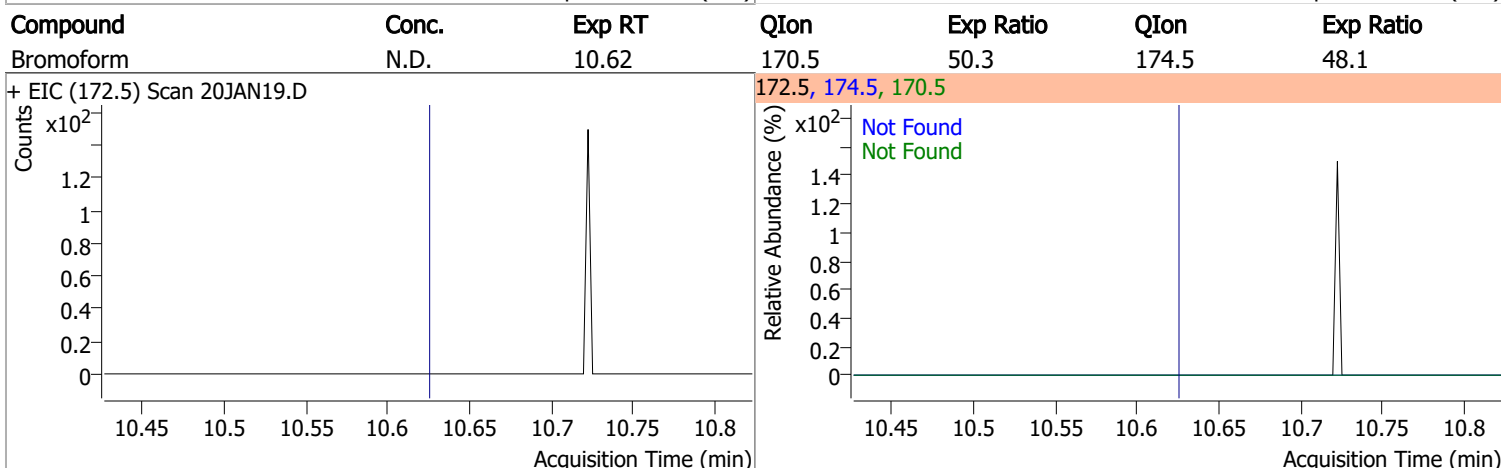 Compound Conc. Exp RT QIon Exp Ratio QIon Exp Ratio
Bromoform N.D. 10.62 170.5 50.3 174.5 48.1
+ EIC (172.5) Scan 20JAN19.D
Counts
x10²
1.2
1
0.8
0.6
0.4
0.2
0
10.45 10.5 10.55 10.6 10.65 10.7 10.75 10.8
Acquisition Time (min)
172.5, 174.5, 170.5
Relative Abundance (%)
x10²
Not Found
Not Found
1.4
1.2
1
0.8
0.6
0.4
0.2
0
10.45 10.5 10.55 10.6 10.65 10.7 10.75 10.8
Acquisition Time (min)